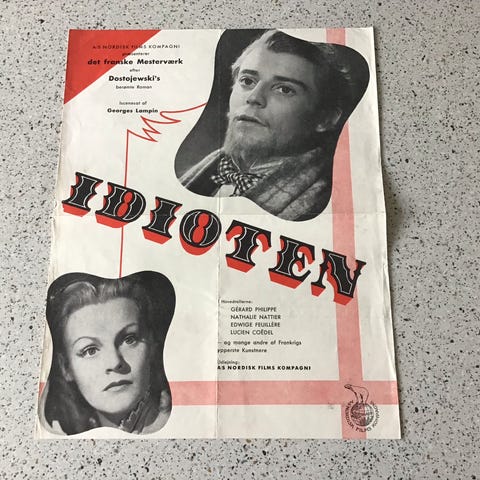 A/S NORDISK FILMS KOMPAGNI
præsenterer
det franske Mesterværk
efter
Dostojewski's
berømte Roman
Iscenesat af
Georges Lampin
IDIOTEN
Hovedrollerne:
GÉRARD PHILIPPE
NATHALIE NATTIER
EDWIGE FEUILLÈRE
LUCIEN COËDEL
- og mange andre af Frankrigs
ypperste Kunstnere
Udlejning:
A/S NORDISK FILMS KOMPAGNI